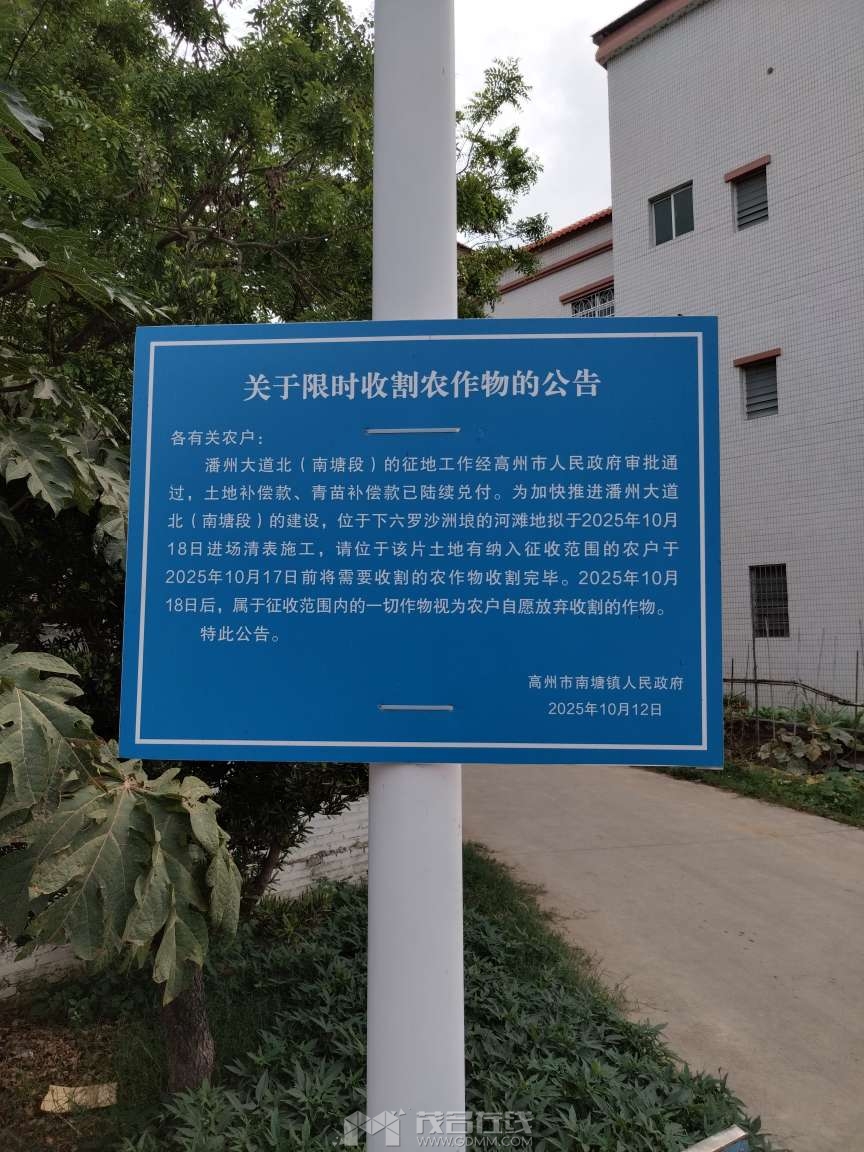 关于限时收割农作物的公告
各有关农户：
潘州大道北（南塘段）的征地工作经高州市人民政府审批通
过，土地补偿款、青苗补偿款已陆续兑付。为加快推进潘州大道
北（南塘段）的建设，位于下六罗沙洲埌的河滩地拟于2025年10月
18日进场清表施工，请位于该片土地有纳入征收范围的农户于
2025年10月17日前将需要收割的农作物收割完毕。2025年10月
18日后，属于征收范围内的一切作物视为农户自愿放弃收割的作物。
特此公告。
高州市南塘镇人民政府
2025年10月12日
茂名在线
WWW.GDMM.COM